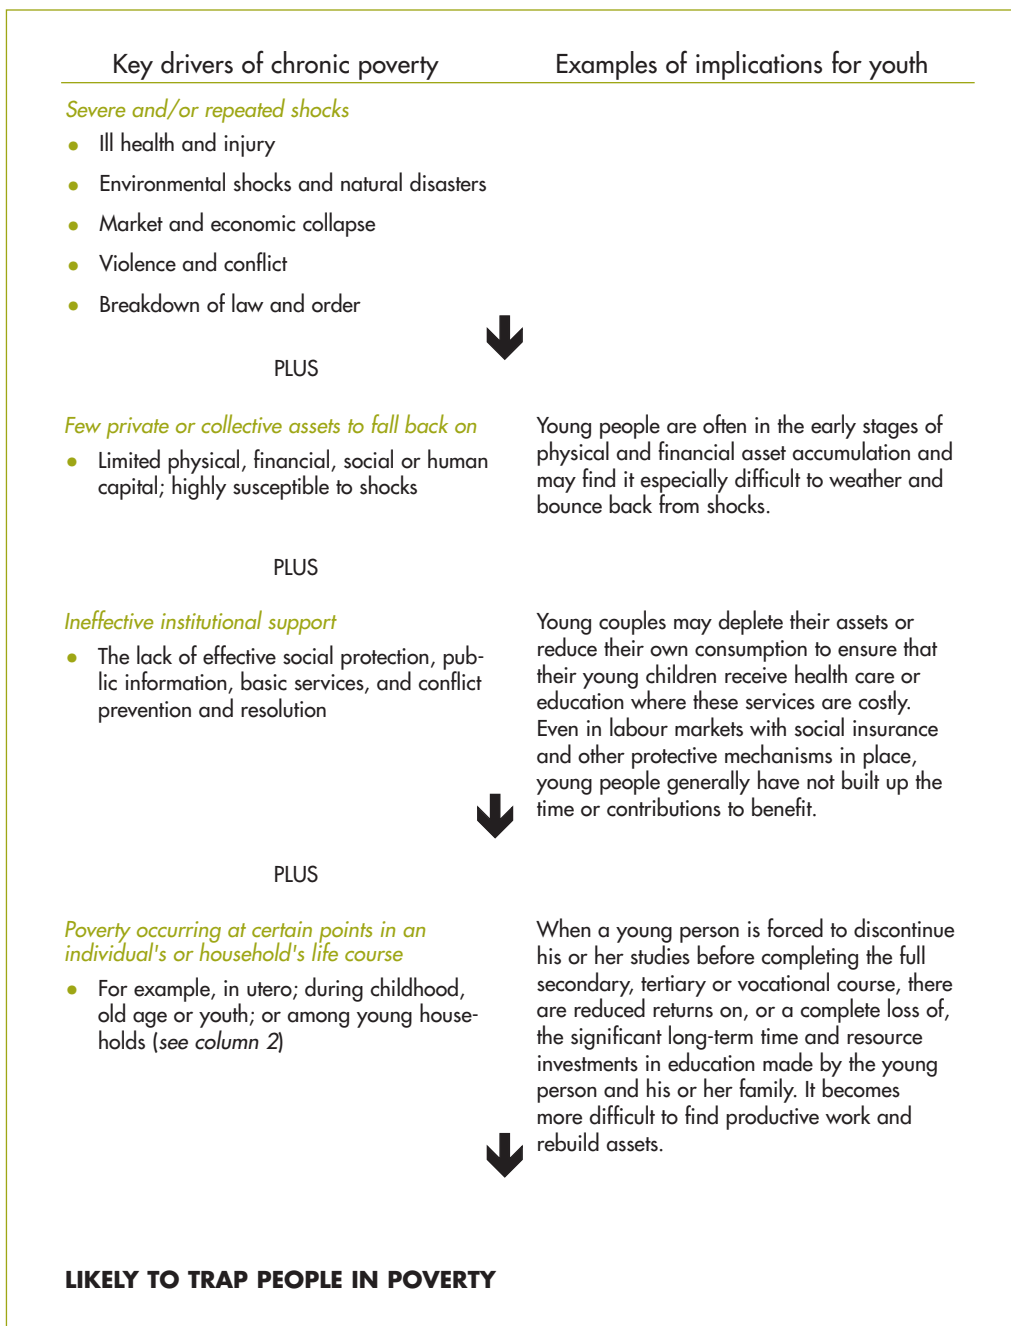 Key drivers of chronic poverty
Examples of implications for youth
Severe and/or repeated shocks
• Ill health and injury
• Environmental shocks and natural disasters
• Market and economic collapse
• Violence and conflict
• Breakdown of law and order
PLUS
Few private or collective assets to fall back on
• Limited physical, financial, social or human
capital; highly susceptible to shocks
Young people are often in the early stages of
physical and financial asset accumulation and
may find it especially difficult to weather and
bounce back from shocks.
PLUS
Ineffective institutional support
• The lack of effective social protection, pub-
lic information, basic services, and conflict
prevention and resolution
Young couples may deplete their assets or
reduce their own consumption to ensure that
their young children receive health care or
education where these services are costly.
Even in labour markets with social insurance
and other protective mechanisms in place,
young people generally have not built up the
time or contributions to benefit.
PLUS
Poverty occurring at certain points in an
individual's or household's life course
• For example, in utero; during childhood,
old age or youth; or among young house-
holds (see column 2)
When a young person is forced to discontinue
his or her studies before completing the full
secondary, tertiary or vocational course, there
are reduced returns on, or a complete loss of,
the significant long-term time and resource
investments in education made by the young
person and his or her family. It becomes
more difficult to find productive work and
rebuild assets.
LIKELY TO TRAP PEOPLE IN POVERTY